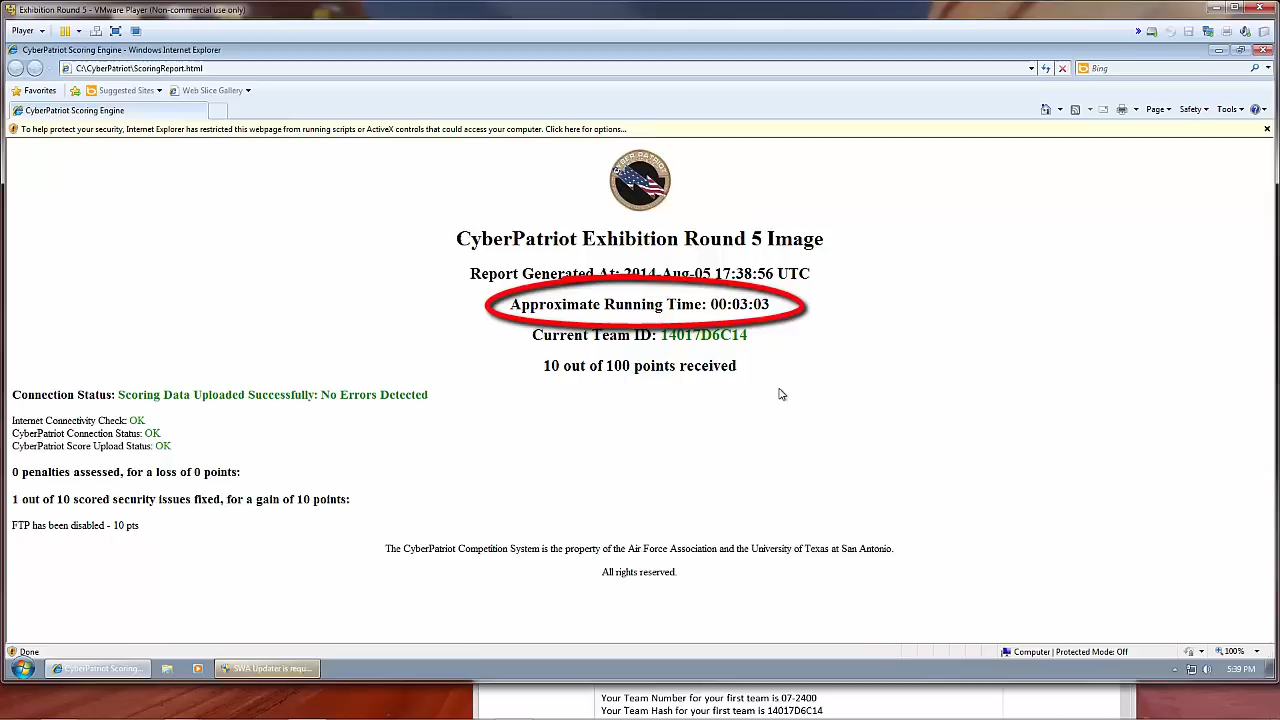 Exhibition Round 5 - VMware Player (Non-commercial use only)
Player
CyberPatriot Scoring Engine - Windows Internet Explorer
C:\CyberPatriot\ScoringReport.html
Bing
Favorites Suggested Sites Web Slice Gallery
CyberPatriot Scoring Engine
Page Safety Tools
To help protect your security, Internet Explorer has restricted this webpage from running scripts or ActiveX controls that could access your computer. Click here for options...
CYBER PATRIOT
CyberPatriot Exhibition Round 5 Image
Report Generated At: 2014-Aug-05 17:38:56 UTC
Approximate Running Time: 00:03:03
Current Team ID: 14017D6C14
10 out of 100 points received
Connection Status: Scoring Data Uploaded Successfully: No Errors Detected
Internet Connectivity Check: OK
CyberPatriot Connection Status: OK
CyberPatriot Score Upload Status: OK
0 penalties assessed, for a loss of 0 points:
1 out of 10 scored security issues fixed, for a gain of 10 points:
FTP has been disabled - 10 pts
The CyberPatriot Competition System is the property of the Air Force Association and the University of Texas at San Antonio.
All rights reserved.
Done
Computer | Protected Mode: Off
100%
CyberPatriot Scoring...
SWA Updater is requ...
5:39 PM
Your Team Number for your first team is 07-2400
Your Team Hash for your first team is 14017D6C14